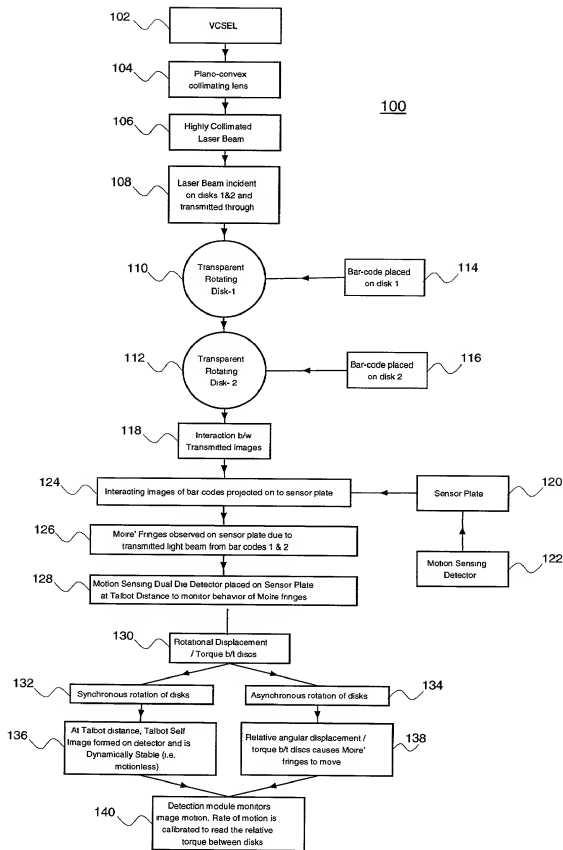 102
VCSEL
104
Plano-convex
collimating lens
100
106
Highly Collimated
Laser Beam
108
Laser Beam incident
on disks 1&2 and
transmitted through
110
Transparent
Rotating
Disk-1
Bar-code placed
on disk 1
114
112
Transparent
Rotating
Disk- 2
Bar-code placed
on disk 2
116
118
Interaction b/w
Transmitted images
124
Interacting images of bar codes projected on to sensor plate
Sensor Plate
120
126
Moire' Fringes observed on sensor plate due to
transmitted light beam from bar codes 1 & 2
Motion Sensing
Detector
122
128
Motion Sensing Dual Die Detector placed on Sensor Plate
at Talbot Distance to monitor behavior of Moire fringes
130
Rotational Displacement
/ Torque b/t discs
132
Synchronous rotation of disks
Asynchronous rotation of disks
134
136
At Talbot distance, Talbot Self
Image formed on detector and is
Dynamically Stable (i.e.
motionless)
Relative angular displacement /
torque b/t discs causes More'
fringes to move
138
140
Detection module monitors
image motion. Rate of motion is
calibrated to read the relative
torque between disks